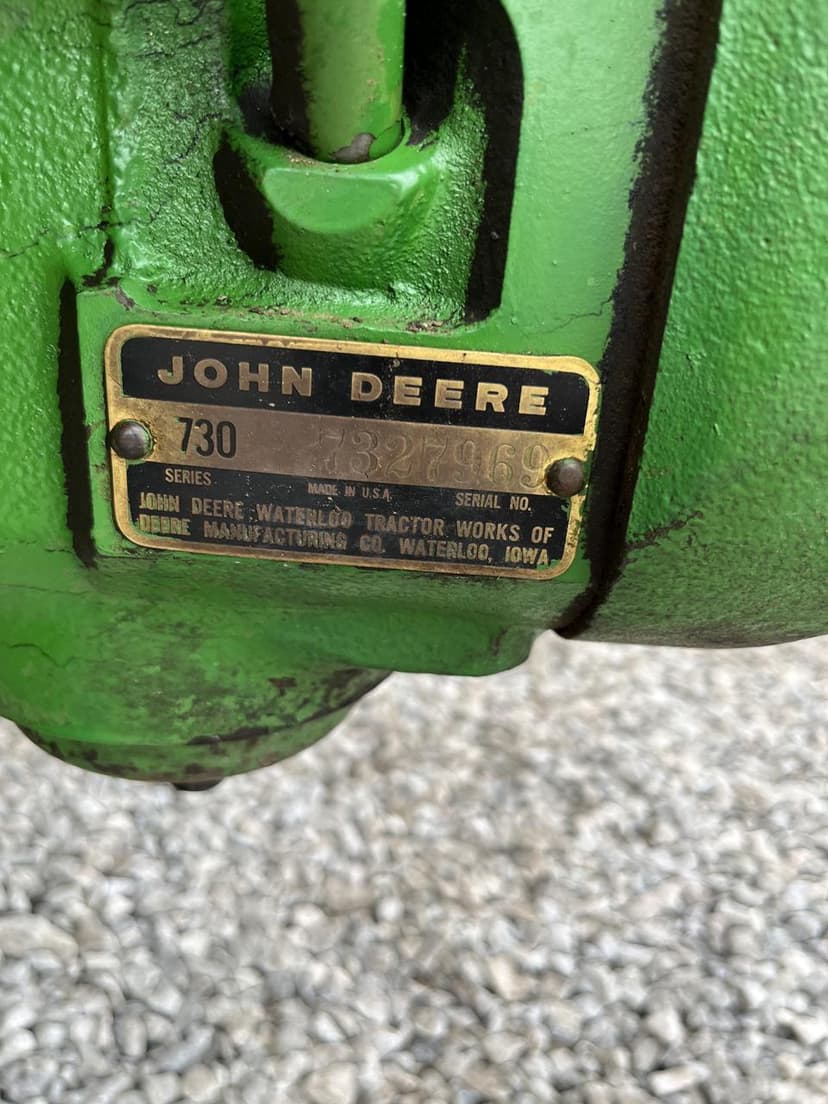 JOHN DEERE
730 7327969
SERIES MADE IN U.S.A. SERIAL NO.
JOHN DEERE WATERLOO TRACTOR WORKS OF
DEERE MANUFACTURING CO. WATERLOO, IOWA